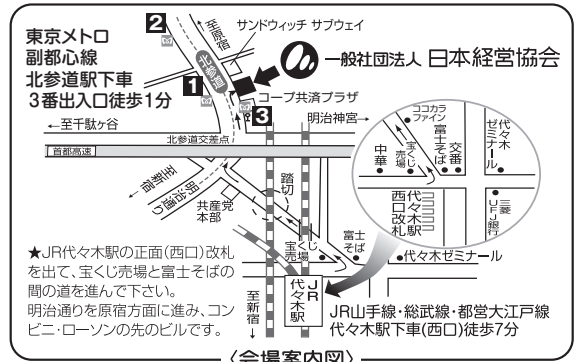 東京メトロ
副都心線
北参道駅下車
3番出入口徒歩1分
2
至原宿
サンドウィッチ サブウェイ
一般社団法人 日本経営協会
北参道
1
コープ共済プラザ
3
明治神宮→
←至千駄ヶ谷
北参道交差点
首都高速
至新宿
明治通り
共産党
本部
踏切
宝くじ
売場
富士
そば
代々木ゼミナール
ココカラ
ファイン
中華
宝くじ
売場
富士そば
交番
代々木
ゼミナール
代々木駅
西口改札
三菱
UFJ銀行
★JR代々木駅の正面(西口)改札
を出て、宝くじ売場と富士そばの
間の道を進んで下さい。
明治通りを原宿方面に進み、コン
ビニ・ローソンの先のビルです。
至新宿
↓
JR
代々木駅
JR山手線・総武線・都営大江戸線
代々木駅下車(西口)徒歩7分
〈会場案内図〉